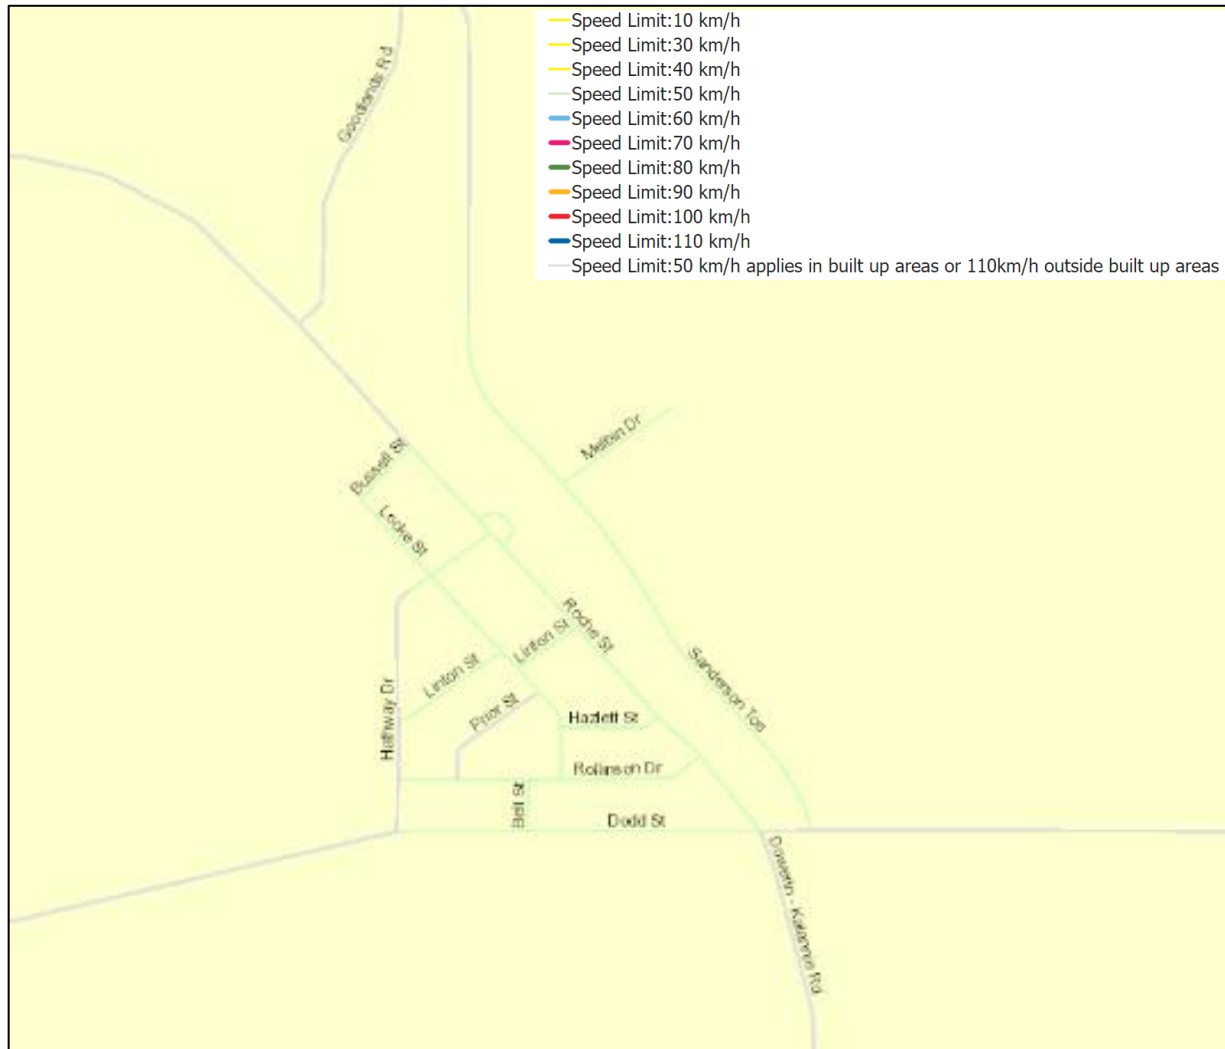 Speed Limit:10 km/h
Speed Limit:30 km/h
Speed Limit:40 km/h
Speed Limit:50 km/h
Speed Limit:60 km/h
Speed Limit:70 km/h
Speed Limit:80 km/h
Speed Limit:90 km/h
Speed Limit:100 km/h
Speed Limit:110 km/h
Speed Limit:50 km/h applies in built up areas or 110km/h outside built up areas
Goodlands Rd
Melbin Dr
St
Locke St
Roche St
Linton St
Linton St
Sanderson Tce
Hathway Dr
Prior St
Hazlett St
Rolinson Dr
Bell St
Dodd St
Dowerin - Kalannie Rd